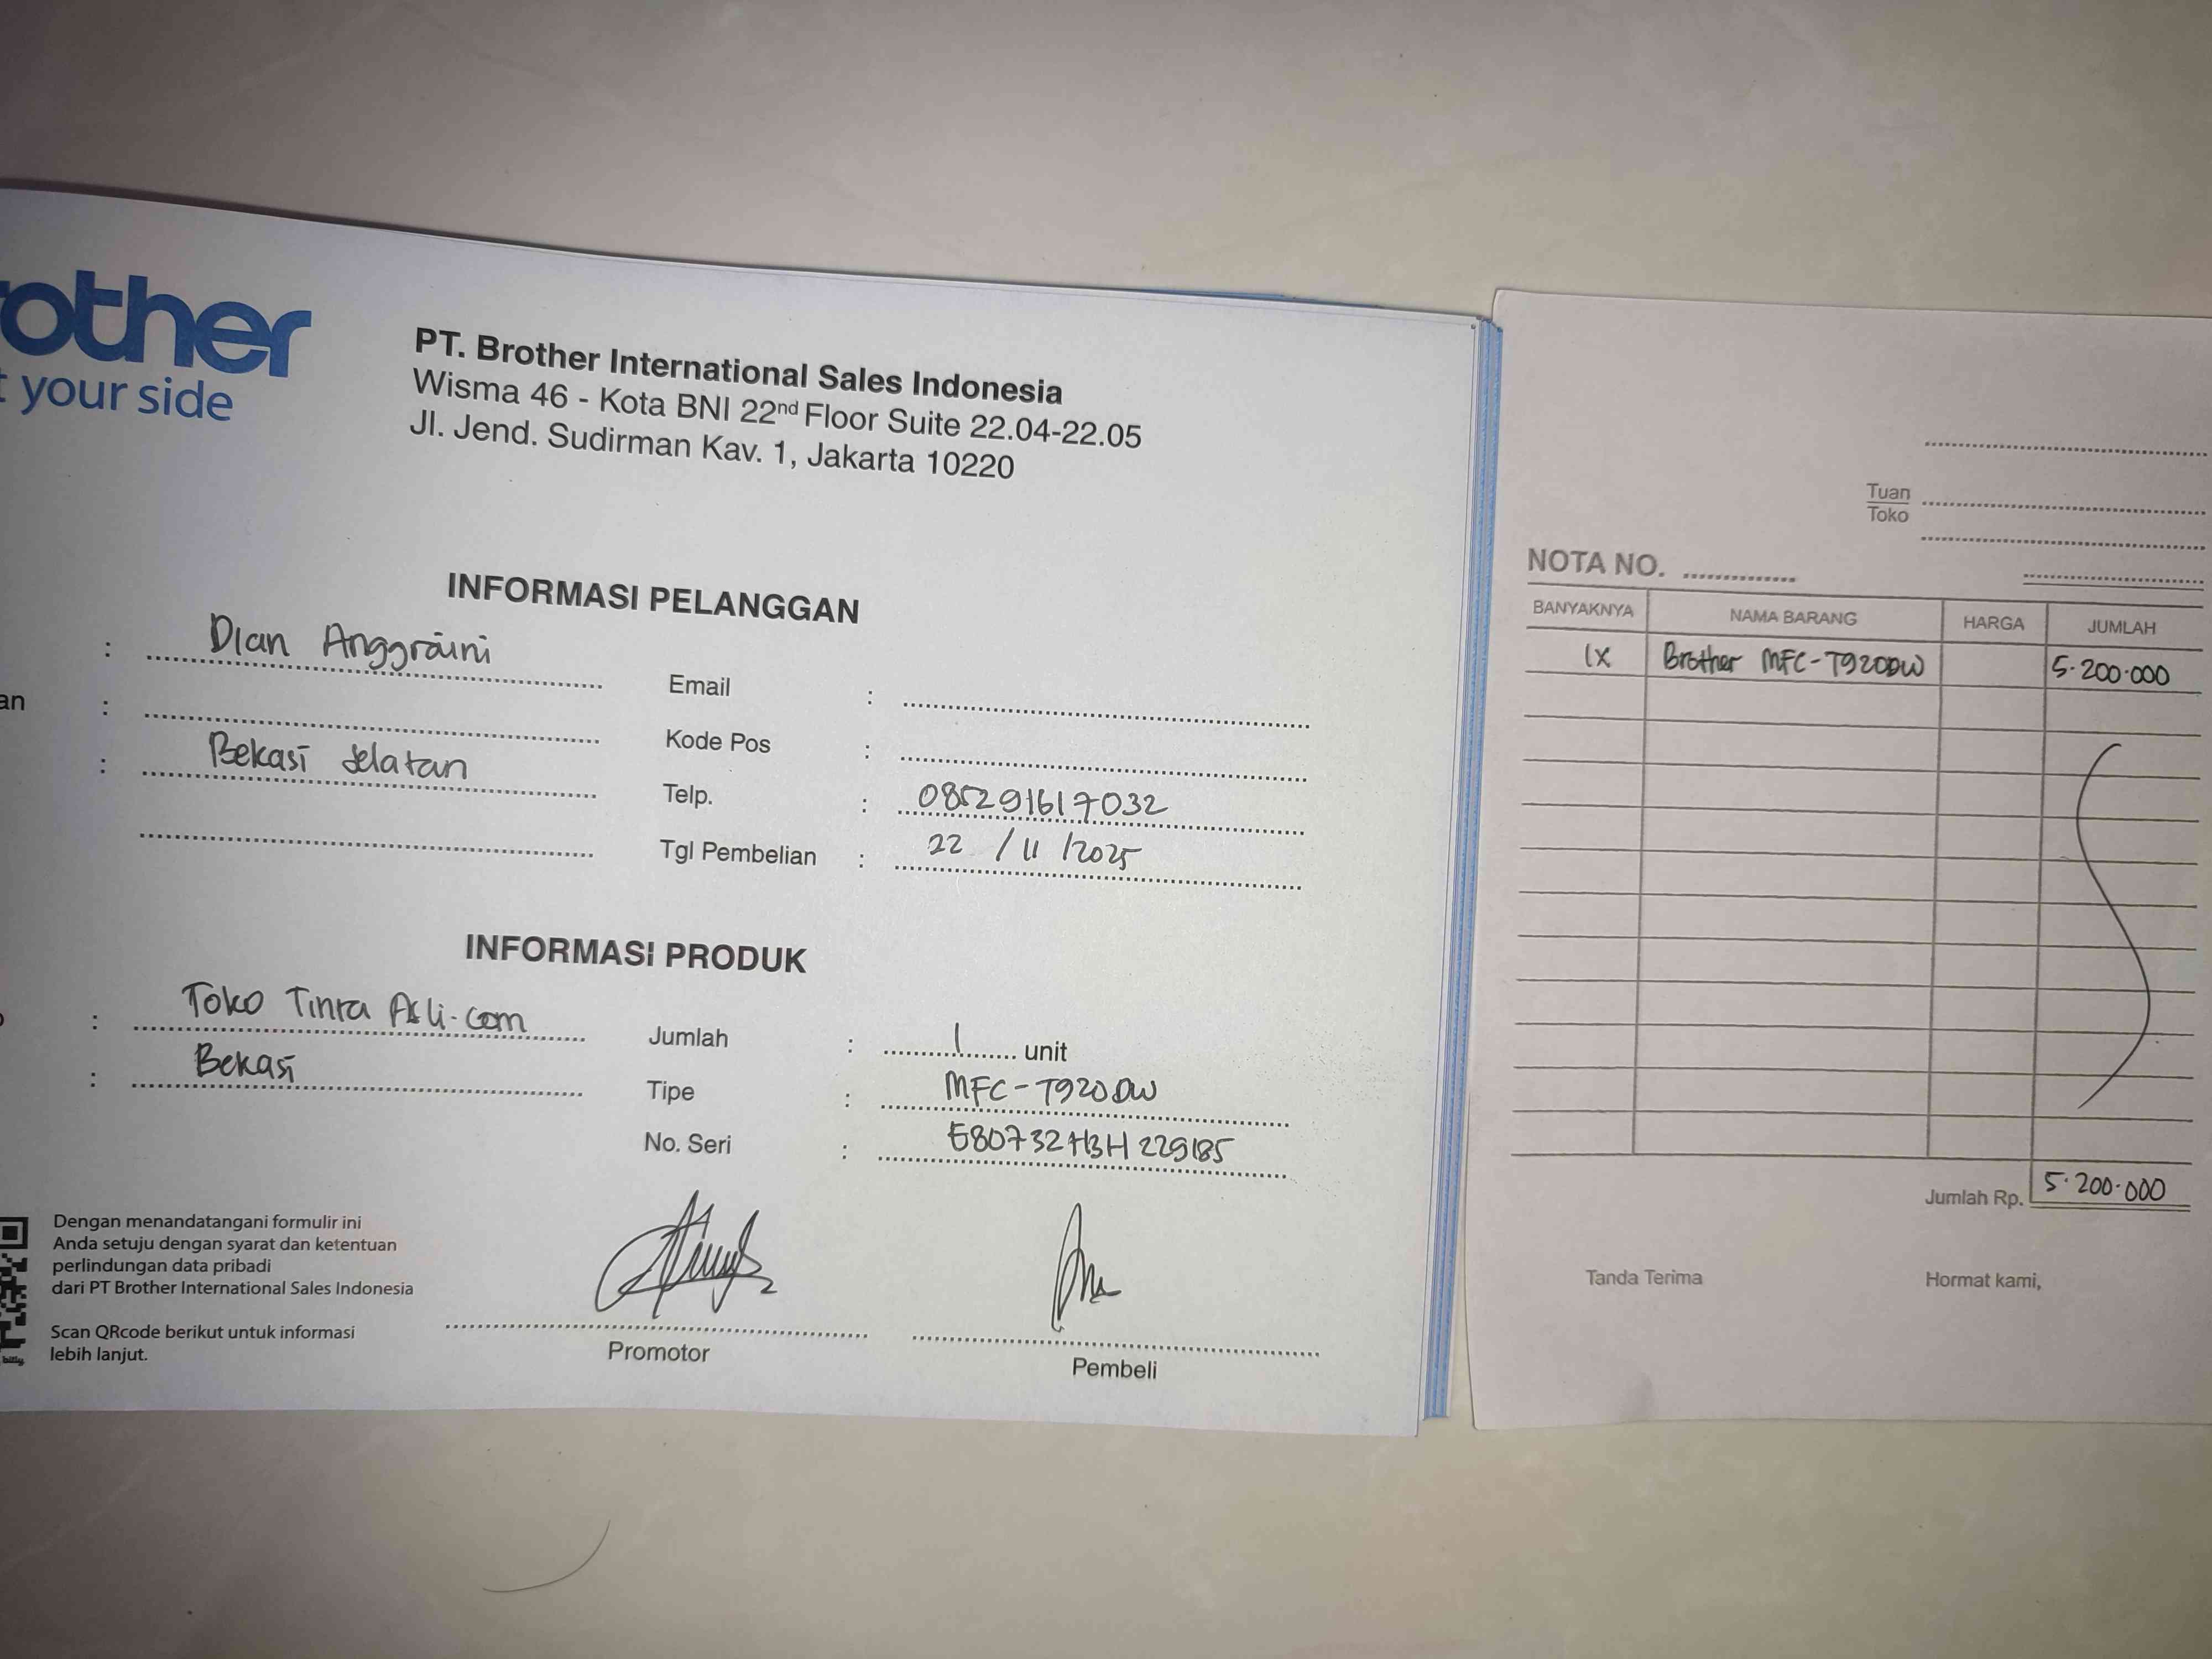 other
your side
PT. Brother International Sales Indonesia
Wisma 46 - Kota BNI 22nd Floor Suite 22.04-22.05
Jl. Jend. Sudirman Kav. 1, Jakarta 10220
INFORMASI PELANGGAN
: Dian Anggraini
Email :
an :
Kode Pos :
: Bekasi Selatan
Telp. : 085291617032
Tgl Pembelian : 22 / 11 / 2025
INFORMASI PRODUK
: Toko Tinta Asli.com
Jumlah : 1 unit
: Bekasi
Tipe : MFC-T920DW
No. Seri : E80732H3H229185
Dengan menandatangani formulir ini
Anda setuju dengan syarat dan ketentuan
perlindungan data pribadi
dari PT Brother International Sales Indonesia
Scan QRcode berikut untuk informasi
lebih lanjut.
bitly
Promotor
Pembeli
Tuan
Toko
NOTA NO.
BANYAKNYA NAMA BARANG HARGA JUMLAH
1X Brother MFC-T920DW 5.200.000
Jumlah Rp. 5.200.000
Tanda Terima Hormat kami,